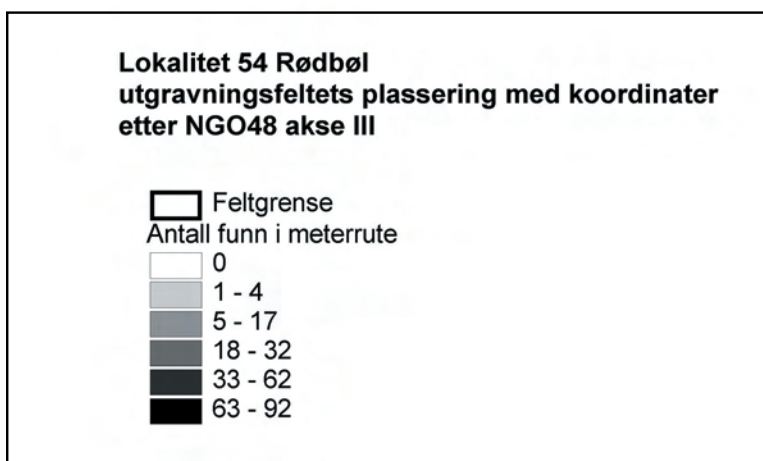 Lokalitet 54 Rødbøl
utgravningsfeltets plassering med koordinater
etter NGO48 akse III
Feltgrense
Antall funn i meterrute
0
1 - 4
5 - 17
18 - 32
33 - 62
63 - 92